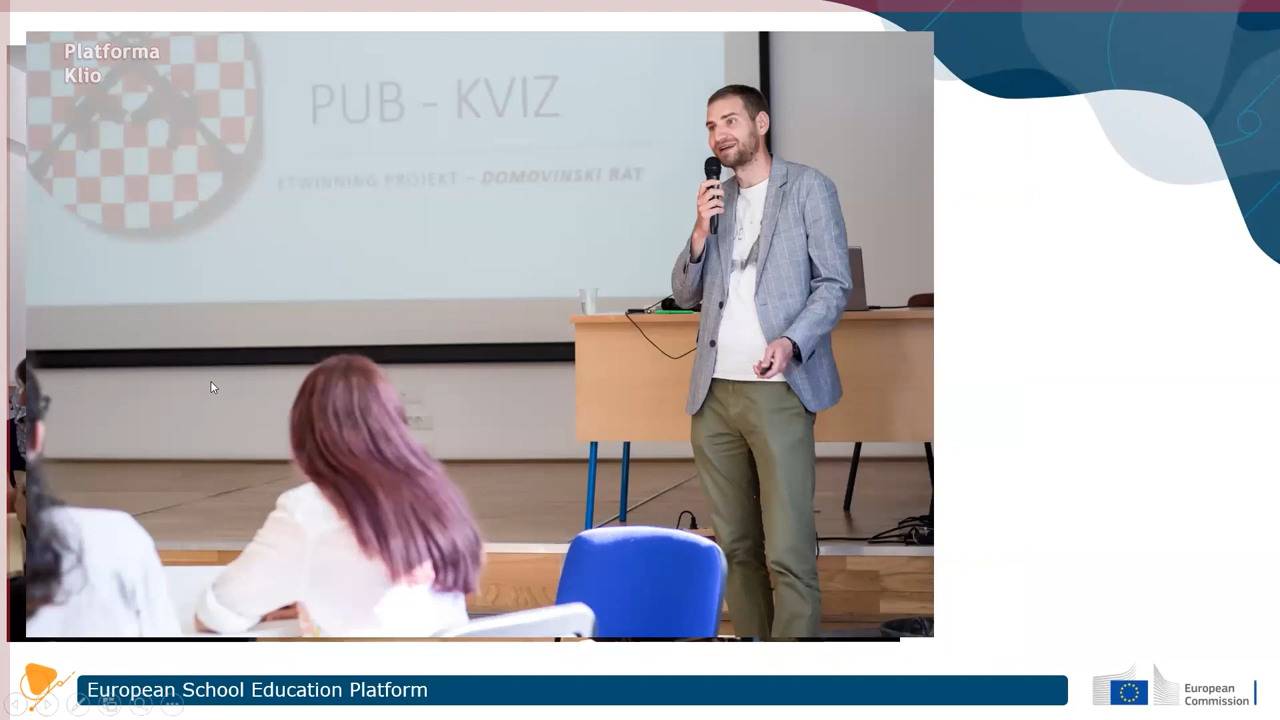 Platforma
Klio
PUB - KVIZ
ETWINNING PROJEKT – DOMOVINSKI RAT
European School Education Platform
European
Commission